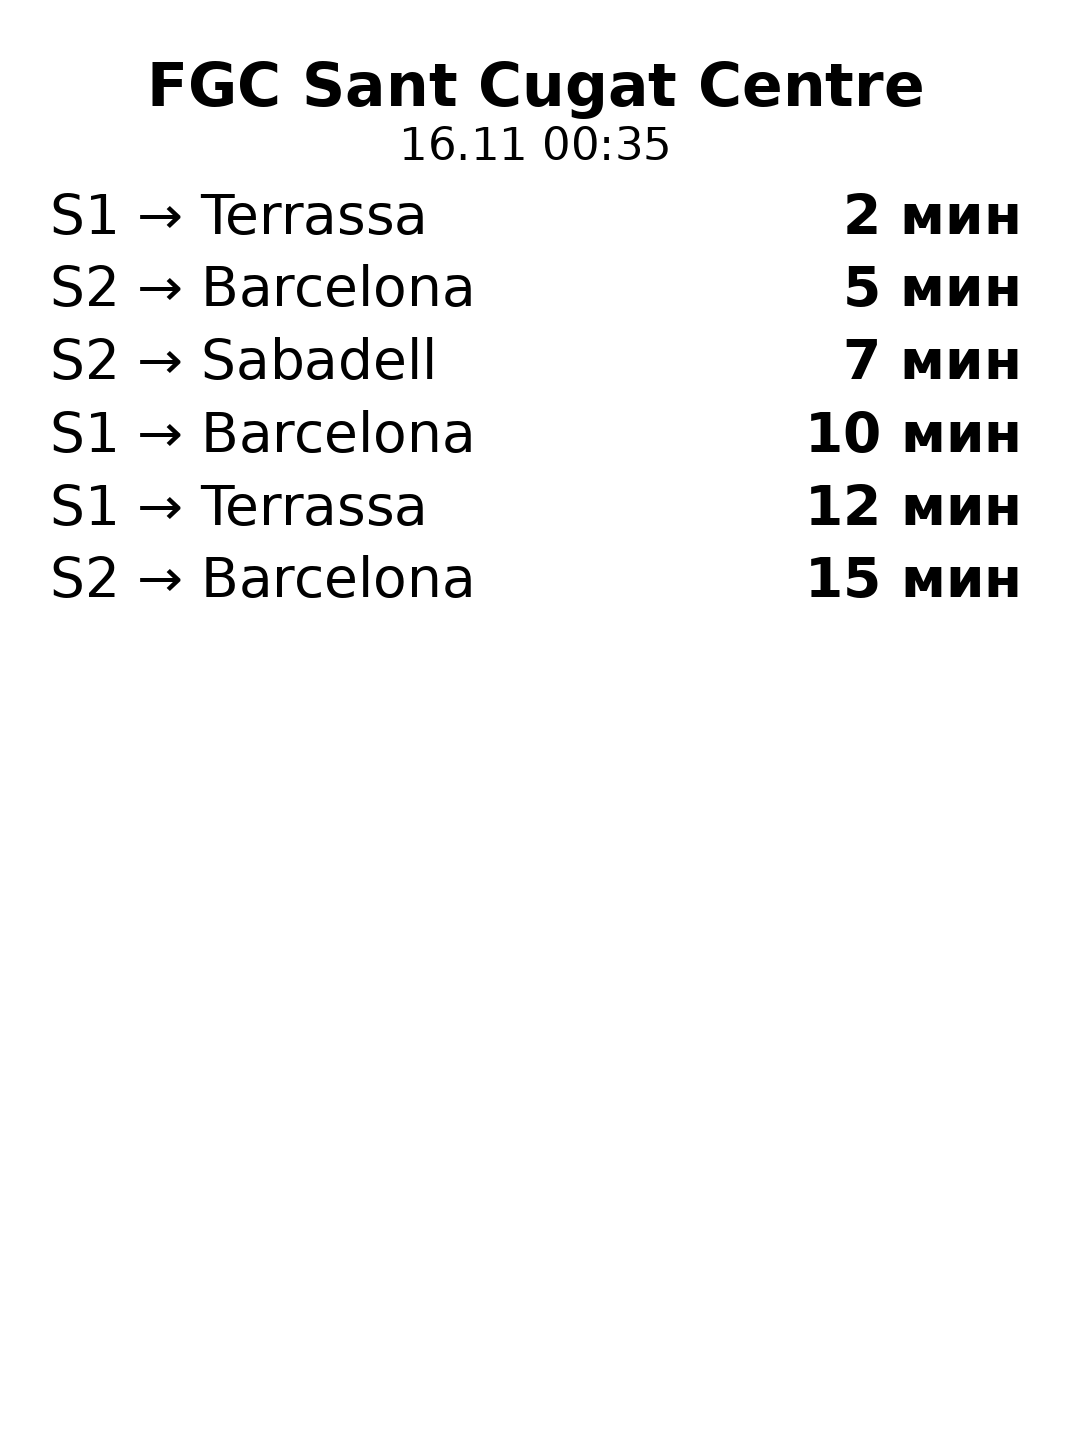 FGC Sant Cugat Centre
16.11 00:35
S1 → Terrassa 2 мин
S2 → Barcelona 5 мин
S2 → Sabadell 7 мин
S1 → Barcelona 10 мин
S1 → Terrassa 12 мин
S2 → Barcelona 15 мин